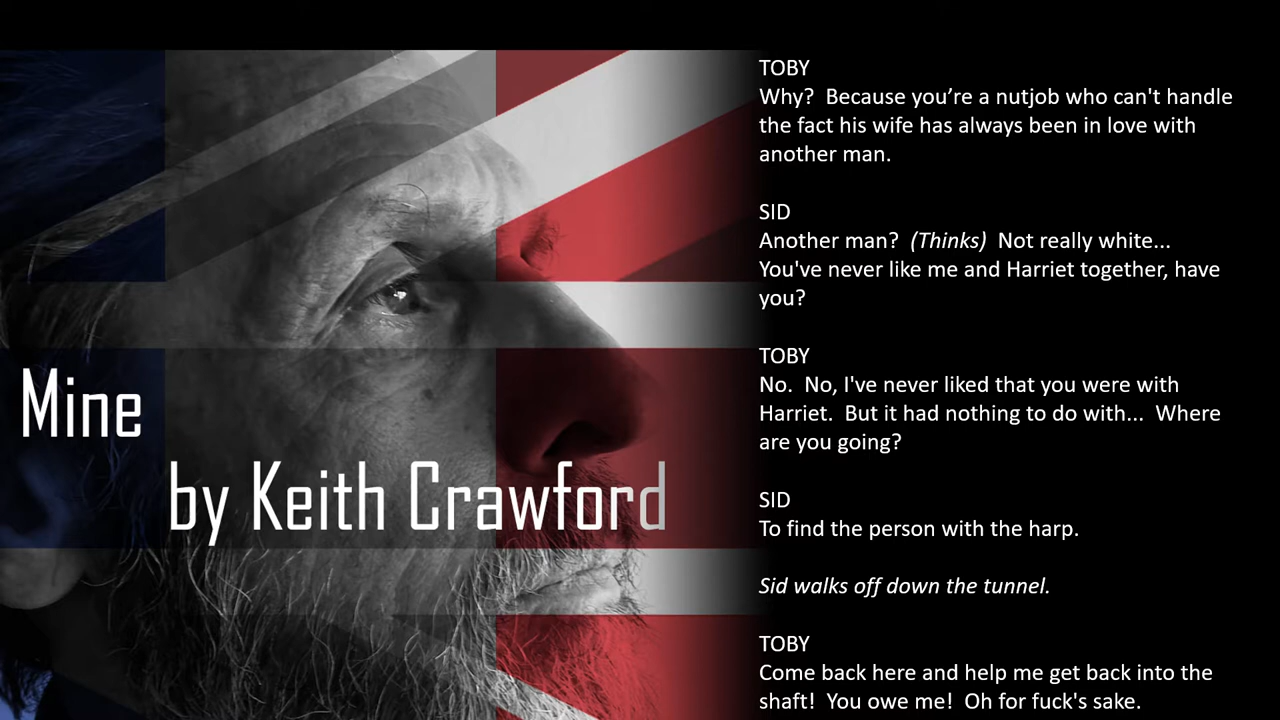 Mine
by Keith Crawford
TOBY
Why?  Because you’re a nutjob who can't handle
the fact his wife has always been in love with
another man.
SID
Another man?  (Thinks)  Not really white...
You've never like me and Harriet together, have
you?
TOBY
No.  No, I've never liked that you were with
Harriet.  But it had nothing to do with...  Where
are you going?
SID
To find the person with the harp.
Sid walks off down the tunnel.
TOBY
Come back here and help me get back into the
shaft!  You owe me!  Oh for fuck's sake.